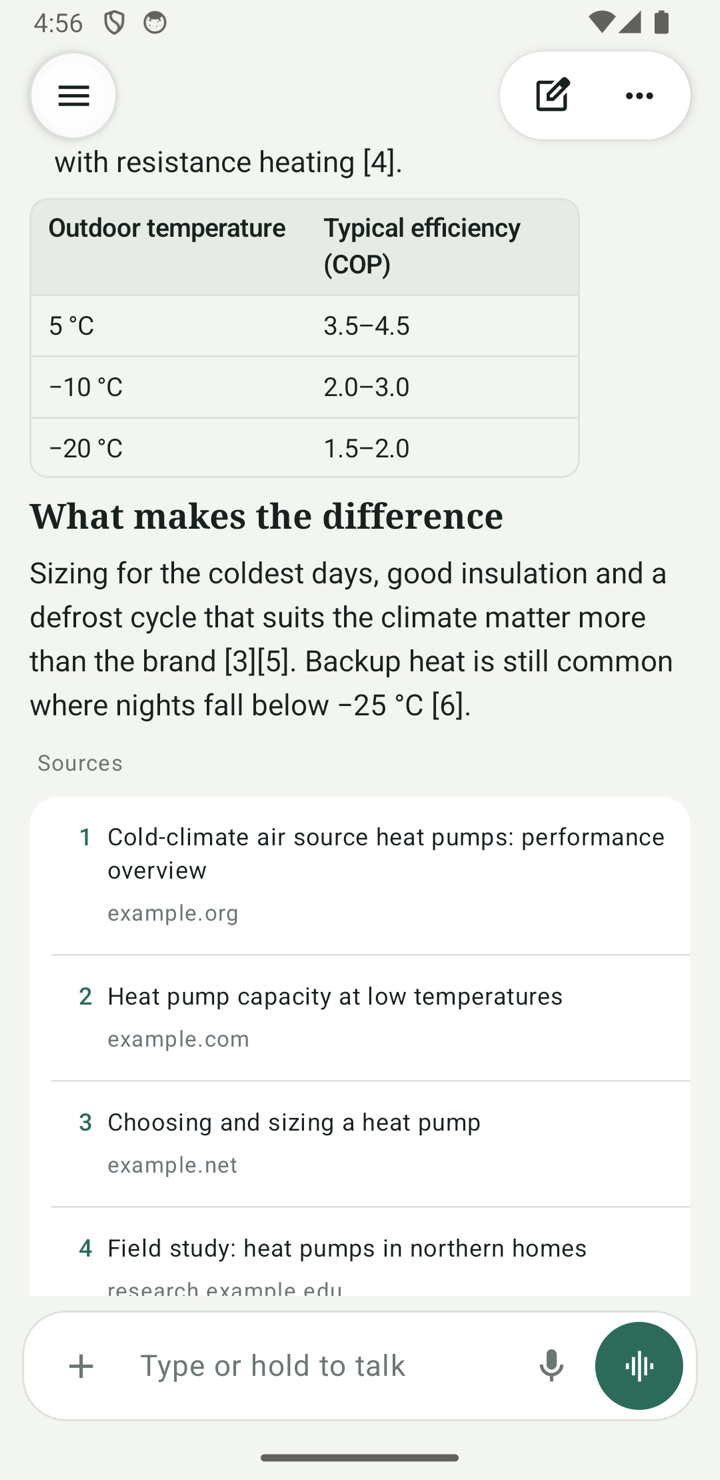 4:56
with resistance heating [4].
Outdoor temperature Typical efficiency
(COP)
5 °C 3.5–4.5
−10 °C 2.0–3.0
−20 °C 1.5–2.0
What makes the difference
Sizing for the coldest days, good insulation and a
defrost cycle that suits the climate matter more
than the brand [3][5]. Backup heat is still common
where nights fall below −25 °C [6].
Sources
1 Cold-climate air source heat pumps: performance
overview
example.org
2 Heat pump capacity at low temperatures
example.com
3 Choosing and sizing a heat pump
example.net
4 Field study: heat pumps in northern homes
research.example.edu
Type or hold to talk